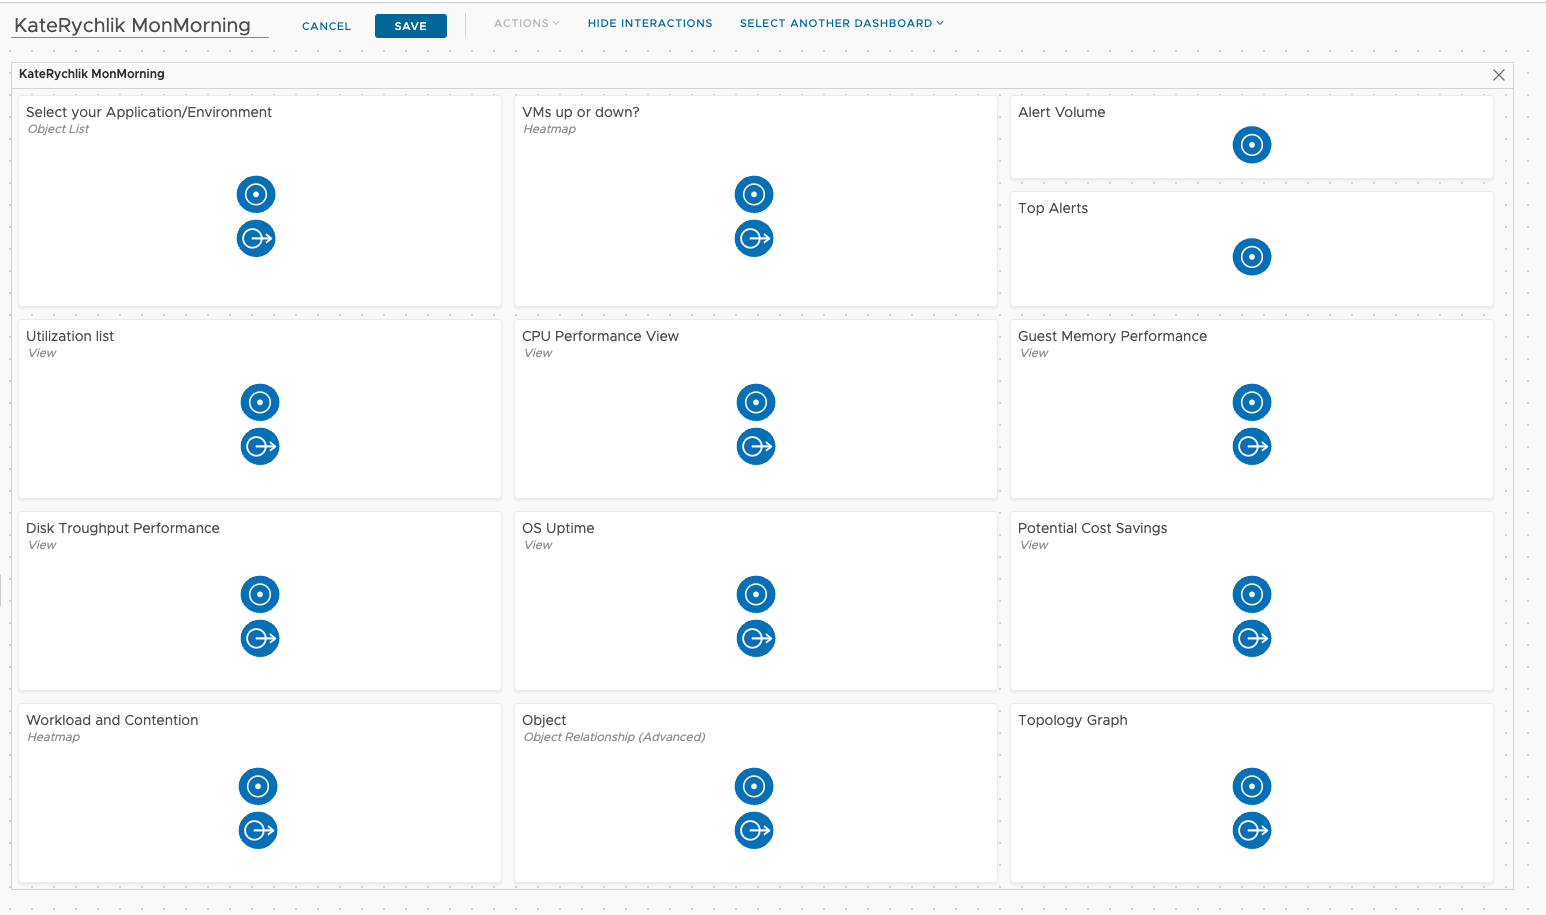 KateRychlik MonMorning
CANCEL
SAVE
ACTIONS
HIDE INTERACTIONS
SELECT ANOTHER DASHBOARD
KateRychlik MonMorning
Select your Application/Environment
Object List
VMs up or down?
Heatmap
Alert Volume
Top Alerts
Utilization list
View
CPU Performance View
View
Guest Memory Performance
View
Disk Troughput Performance
View
OS Uptime
View
Potential Cost Savings
View
Workload and Contention
Heatmap
Object
Object Relationship (Advanced)
Topology Graph